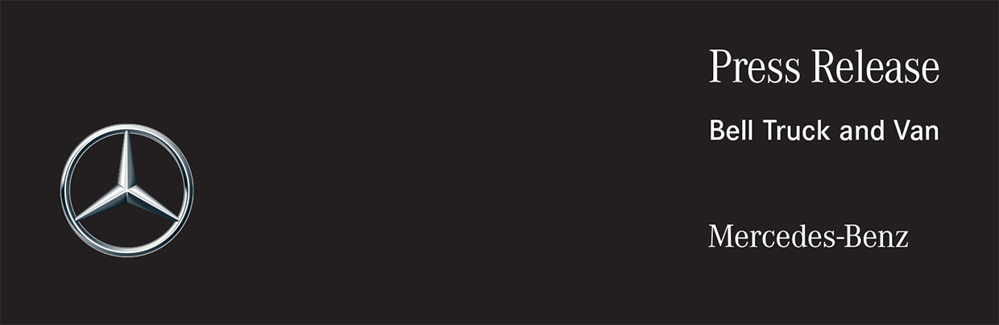 Press Release
Bell Truck and Van
Mercedes-Benz